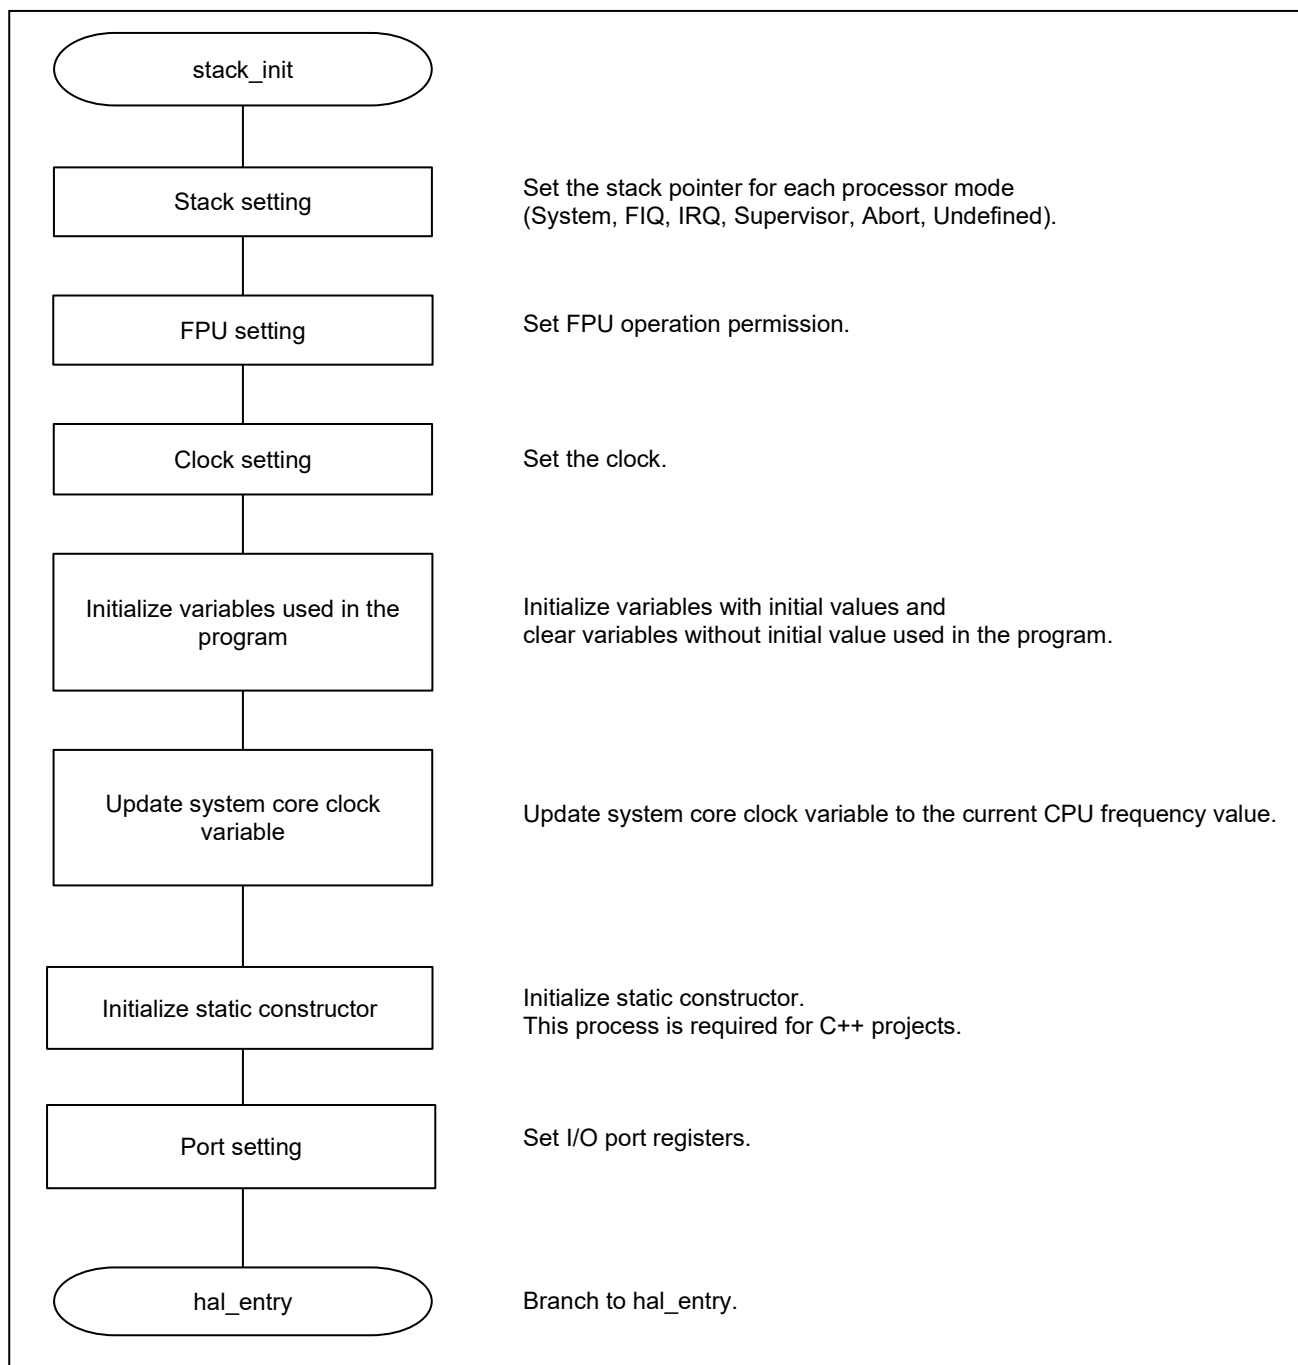 stack_init
Stack setting
Set the stack pointer for each processor mode
(System, FIQ, IRQ, Supervisor, Abort, Undefined).
FPU setting
Set FPU operation permission.
Clock setting
Set the clock.
Initialize variables used in the
program
Initialize variables with initial values and
clear variables without initial value used in the program.
Update system core clock
variable
Update system core clock variable to the current CPU frequency value.
Initialize static constructor
Initialize static constructor.
This process is required for C++ projects.
Port setting
Set I/O port registers.
hal_entry
Branch to hal_entry.